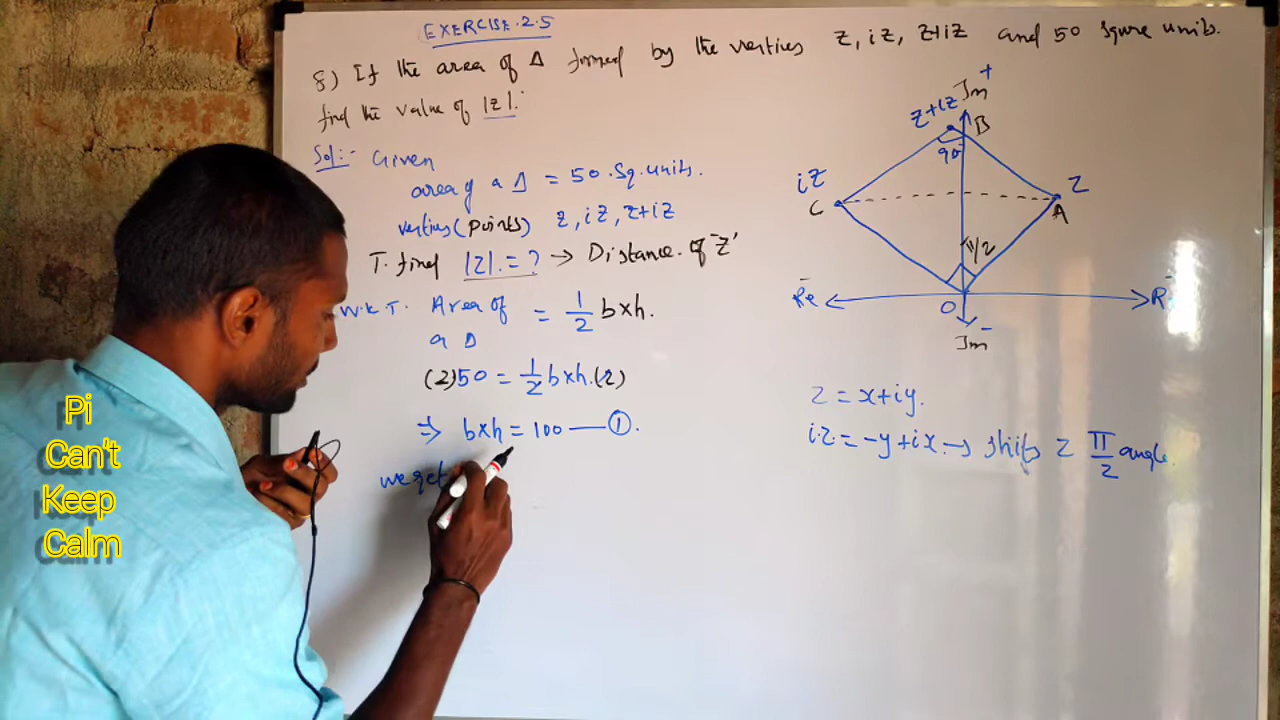 EXERCISE.2.5
8) If the area of Δ formed by the vertices z, iz, z+iz and 50 square units.
find the value of |z|.
Sol:- Given
area of a Δ = 50.Sq.units.
vertices(points) z, iz, z+iz
T. find |z|. = ? → Distance.of 'z'
W.K.T. Area of a Δ = 1/2 b×h.
(2)50 = 1/2 b×h.(2)
⇒ b×h = 100 — ①.
we get
Im +
z+iz
B
90
iz
C
z
A
π/2
Re
O
Im -
z = x+iy.
iz = -y+ix → shifts z π/2 angle.
Pi
Can't
Keep
Calm